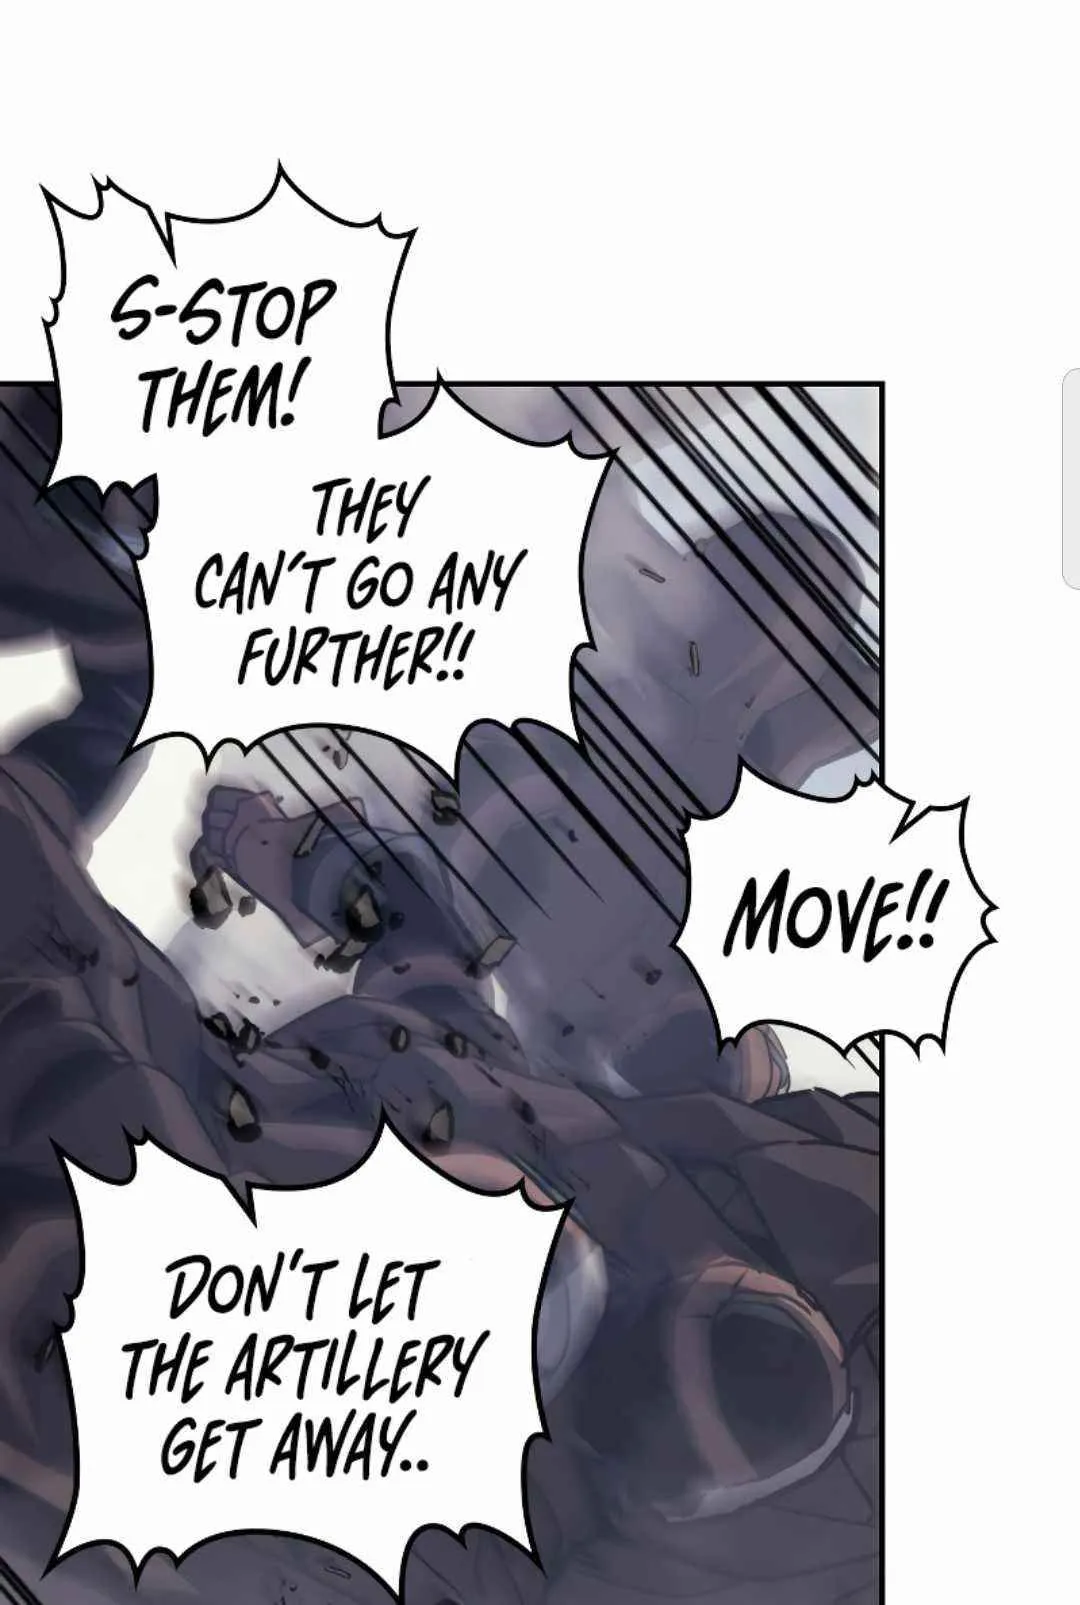 S-STOP
THEM!
THEY
CAN'T GO ANY
FURTHER!!
MOVE!!
DON'T LET
THE ARTILLERY
GET AWAY..